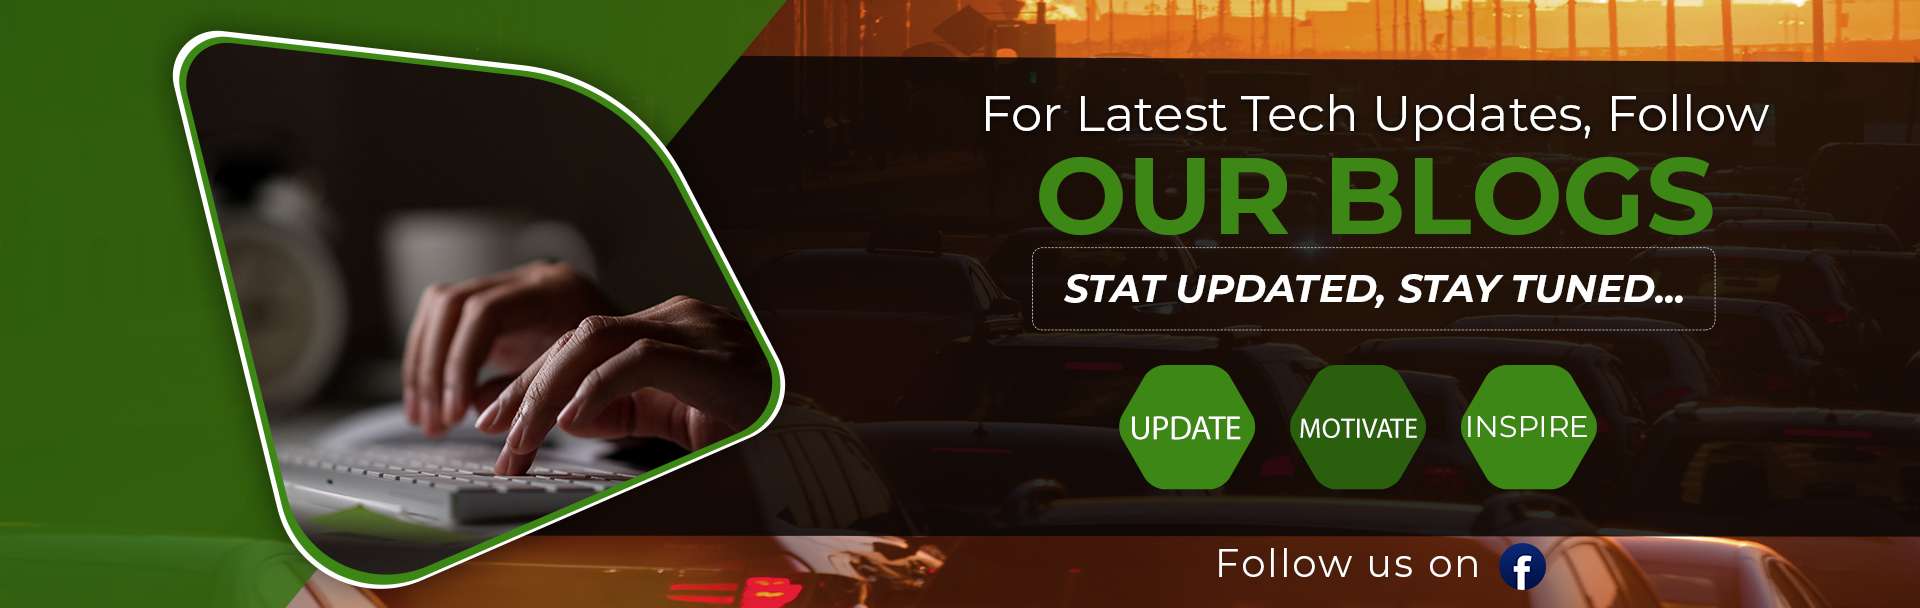 For Latest Tech Updates, Follow
OUR BLOGS
STAT UPDATED, STAY TUNED...
UPDATE
MOTIVATE
INSPIRE
Follow us on f